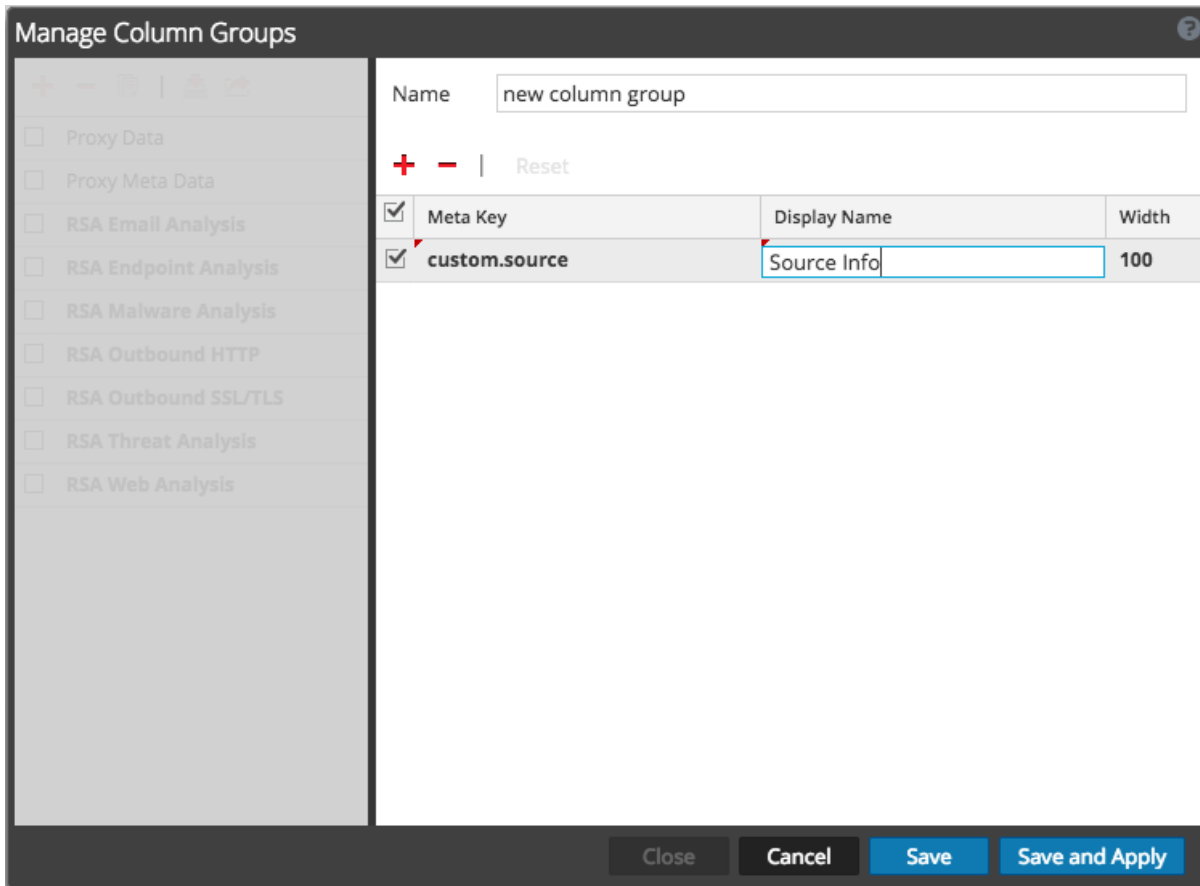 Manage Column Groups
Name new column group
Reset
Meta Key Display Name Width
custom.source Source Info 100
Proxy Data
Proxy Meta Data
RSA Email Analysis
RSA Endpoint Analysis
RSA Malware Analysis
RSA Outbound HTTP
RSA Outbound SSL/TLS
RSA Threat Analysis
RSA Web Analysis
Close Cancel Save Save and Apply